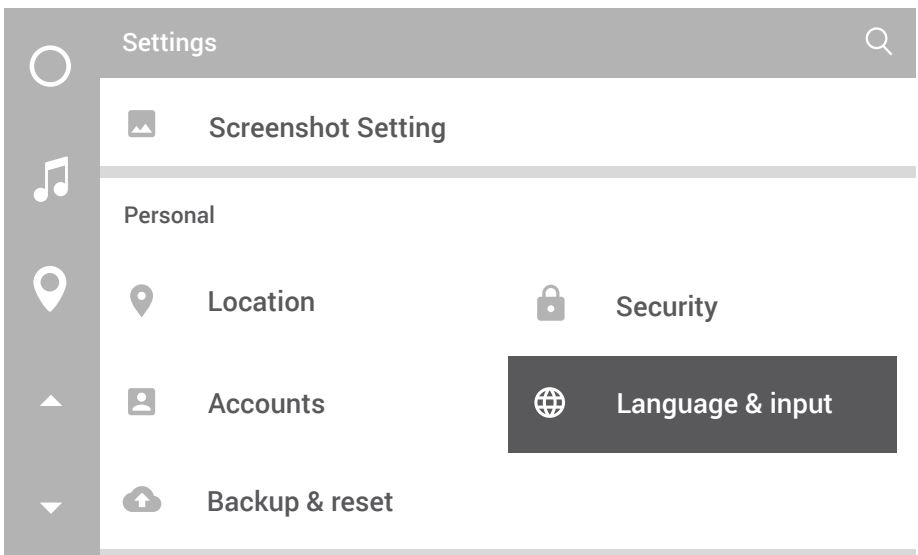 Settings
Screenshot Setting
Personal
Location
Security
Accounts
Language & input
Backup & reset